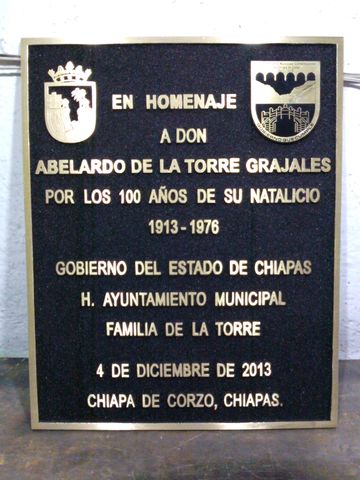 EN HOMENAJE
A DON
ABELARDO DE LA TORRE GRAJALES
POR LOS 100 AÑOS DE SU NATALICIO
1913-1976
GOBIERNO DEL ESTADO DE CHIAPAS
H. AYUNTAMIENTO MUNICIPAL
FAMILIA DE LA TORRE
4 DE DICIEMBRE DE 2013
CHIAPA DE CORZO, CHIAPAS.